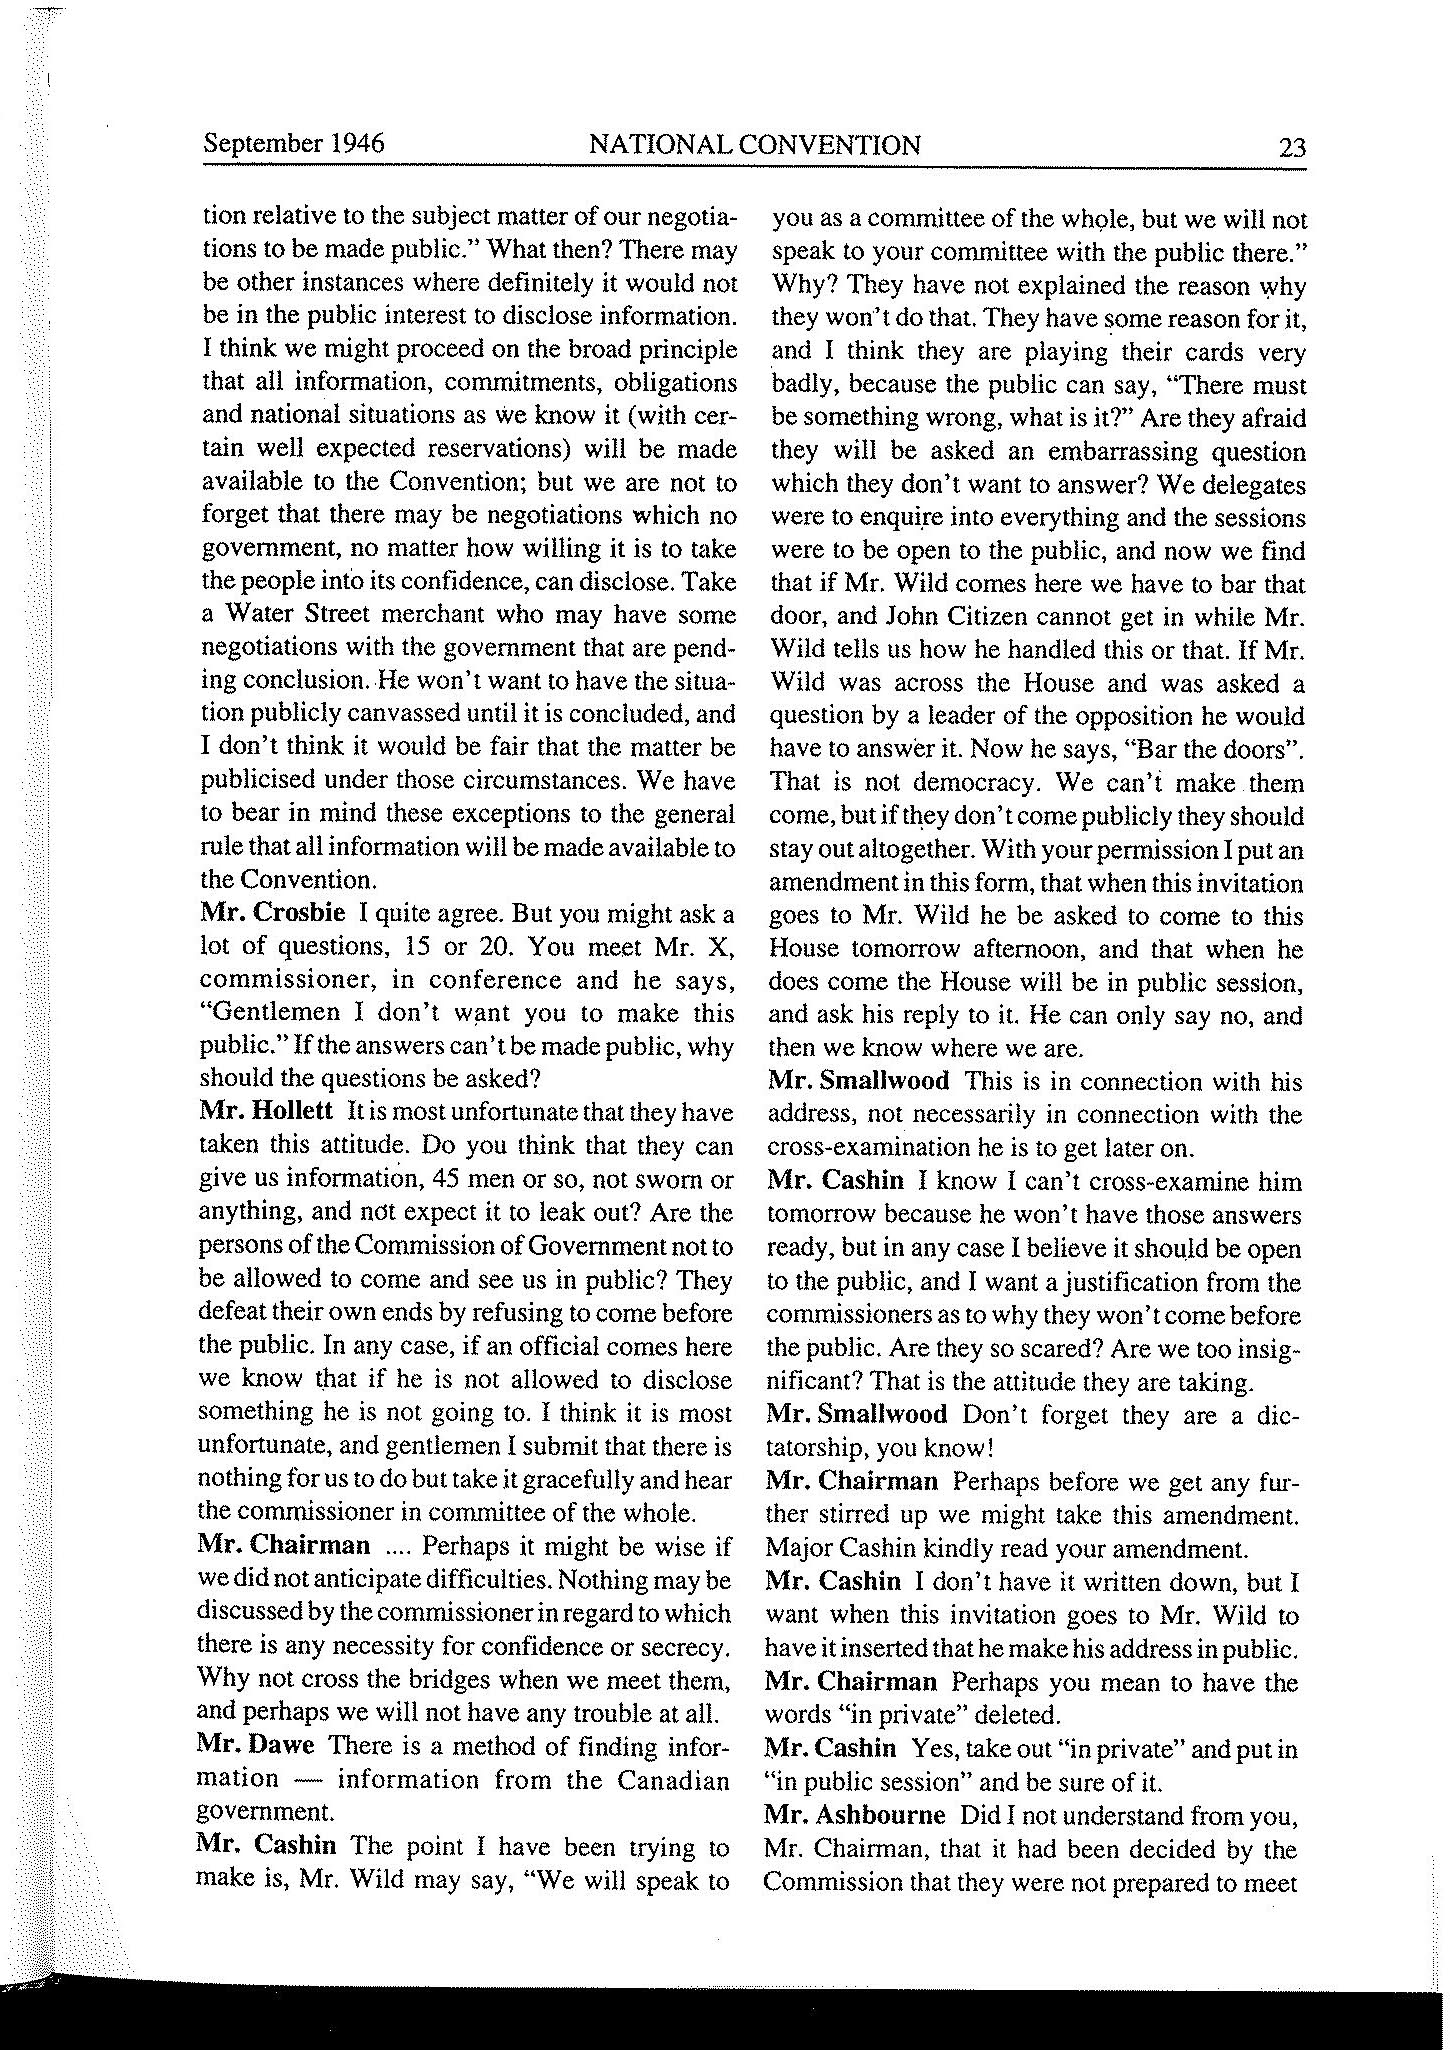 September 1946 NATIONAL CONVENTION 23
tion relative to the subject matter of our negotia-
tions to be made public." What then? There may
be other instances where definitely it would not
be in the public interest to disclose information.
I think we might proceed on the broad principle
that all information, commitments, obligations
and national situations as we know it (with cer-
tain well expected reservations) will be made
available to the Convention; but we are not to
forget that there may be negotiations which no
government, no matter how willing it is to take
the people into its confidence, can disclose. Take
a Water Street merchant who may have some
negotiations with the government that are pend-
ing conclusion. He won't want to have the situa-
tion publicly canvassed until it is concluded, and
I don't think it would be fair that the matter be
publicised under those circumstances. We have
to bear in mind these exceptions to the general
rule that all information will be made available to
the Convention.
Mr. Crosbie I quite agree. But you might ask a
lot of questions, 15 or 20. You meet Mr. X,
commissioner, in conference and he says,
"Gentlemen I don't want you to make this
public." If the answers can't be made public, why
should the questions be asked?
Mr. Hollett It is most unfortunate that they have
taken this attitude. Do you think that they can
give us information, 45 men or so, not sworn or
anything, and not expect it to leak out? Are the
persons of the Commission of Government not to
be allowed to come and see us in public? They
defeat their own ends by refusing to come before
the public. In any case, if an official comes here
we know that if he is not allowed to disclose
something he is not going to. I think it is most
unfortunate, and gentlemen I submit that there is
nothing for us to do but take it gracefully and hear
the commissioner in committee of the whole.
Mr. Chairman .... Perhaps it might be wise if
we did not anticipate difficulties. Nothing may be
discussed by the commissioner in regard to which
there is any necessity for confidence or secrecy.
Why not cross the bridges when we meet them,
and perhaps we will not have any trouble at all.
Mr. Dawe There is a method of finding infor-
mation — information from the Canadian
government.
Mr. Cashin The point I have been trying to
make is, Mr. Wild may say, "We will speak to
you as a committee of the whole, but we will not
speak to your committee with the public there."
Why? They have not explained the reason why
they won't do that. They have some reason for it,
and I think they are playing their cards very
badly, because the public can say, "There must
be something wrong, what is it?" Are they afraid
they will be asked an embarrassing question
which they don't want to answer? We delegates
were to enquire into everything and the sessions
were to be open to the public, and now we find
that if Mr. Wild comes here we have to bar that
door, and John Citizen cannot get in while Mr.
Wild tells us how he handled this or that. If Mr.
Wild was across the House and was asked a
question by a leader of the opposition he would
have to answer it. Now he says, "Bar the doors".
That is not democracy. We can't make them
come, but if they don't come publicly they should
stay out altogether. With your permission I put an
amendment in this form, that when this invitation
goes to Mr. Wild he be asked to come to this
House tomorrow afternoon, and that when he
does come the House will be in public session,
and ask his reply to it. He can only say no, and
then we know where we are.
Mr. Smallwood This is in connection with his
address, not necessarily in connection with the
cross-examination he is to get later on.
Mr. Cashin I know I can't cross-examine him
tomorrow because he won't have those answers
ready, but in any case I believe it should be open
to the public, and I want a justification from the
commissioners as to why they won't come before
the public. Are they so scared? Are we too insig-
nificant? That is the attitude they are taking.
Mr. Smallwood Don't forget they are a dic-
tatorship, you know!
Mr. Chairman Perhaps before we get any fur-
ther stirred up we might take this amendment.
Major Cashin kindly read your amendment.
Mr. Cashin I don't have it written down, but I
want when this invitation goes to Mr. Wild to
have it inserted that he make his address in public.
Mr. Chairman Perhaps you mean to have the
words "in private" deleted.
Mr. Cashin Yes, take out "in private" and put in
"in public session" and be sure of it.
Mr. Ashbourne Did I not understand from you,
Mr. Chairman, that it had been decided by the
Commission that they were not prepared to meet